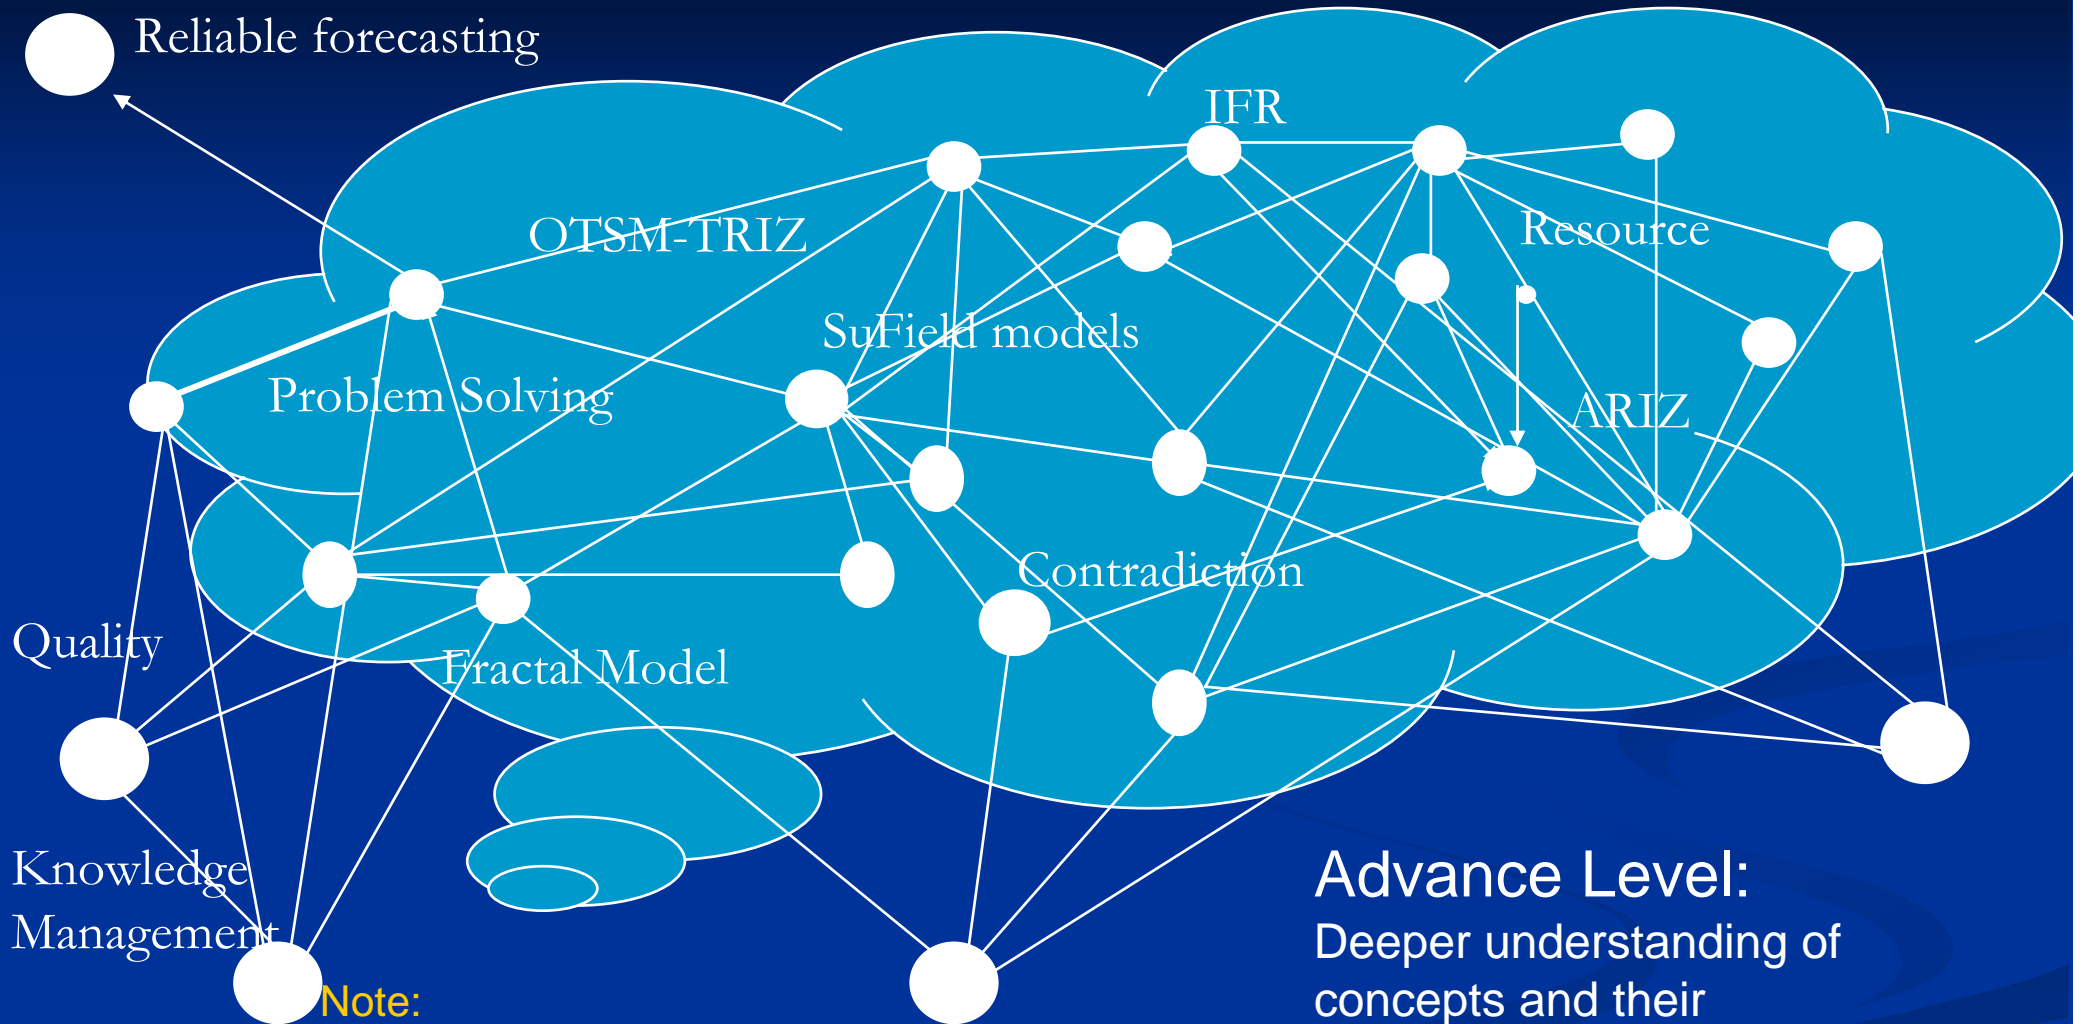 Reliable forecasting
IFR
OTSM-TRIZ
Resource
SuField models
Problem Solving
ARIZ
Contradiction
Quality
Fractal Model
Knowledge
Management
Advance Level:
Deeper understanding of
concepts and their
Note: